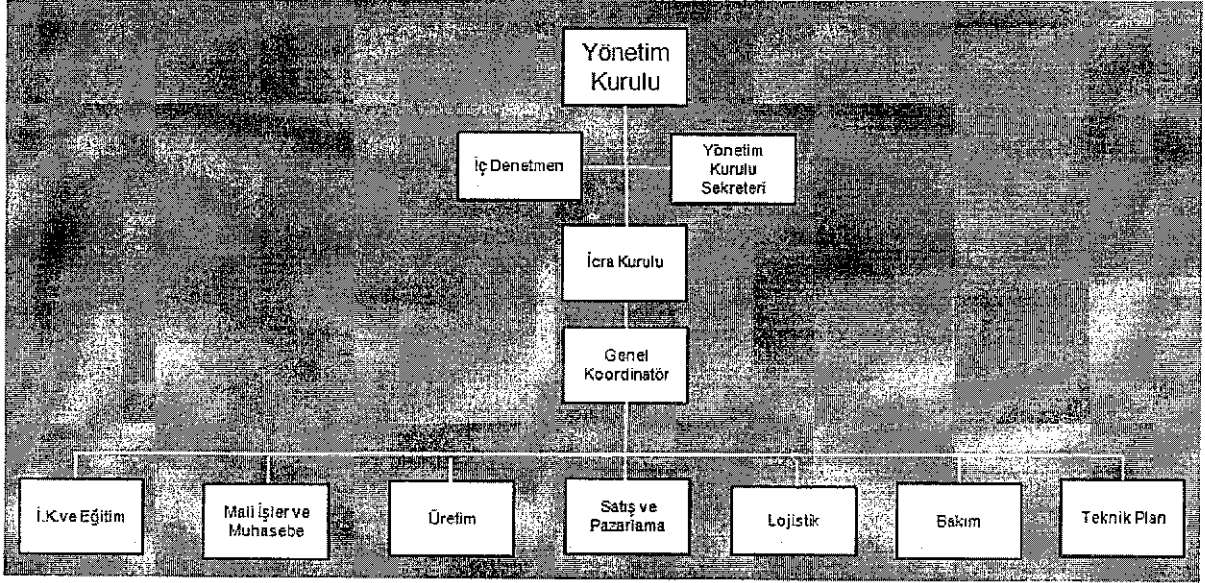 Yönetim
Kurulu
İç Denetmen
Yönetim
Kurulu
Sekreteri
İcra Kurulu
Genel
Koordinatör
İ.K.ve Eğitim
Mali İşler ve
Muhasebe
Üretim
Satış ve
Pazarlama
Lojistik
Bakım
Teknik Plan